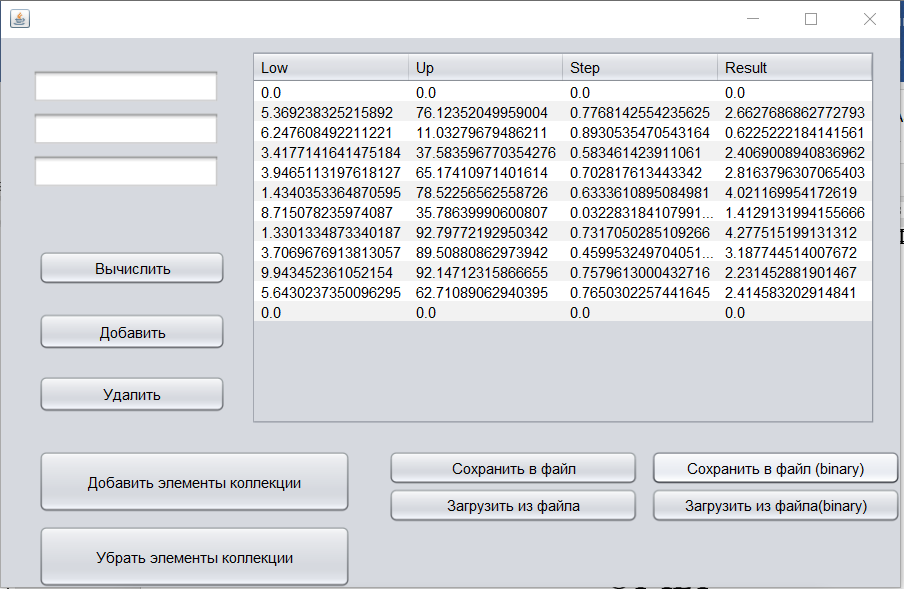 Low Up Step Result
0.0 0.0 0.0 0.0
5.369238325215892 76.12352049959004 0.7768142554235625 2.6627686862772793
6.247608492211221 11.03279679486211 0.8930535470543164 0.6225222184141561
3.4177141641475184 37.583596770354276 0.583461423911061 2.4069008940836962
3.9465113197618127 65.17410971401614 0.702817613443342 2.8163796307065403
1.4340353364870595 78.52256562558726 0.6333610895084981 4.021169954172619
8.715078235974087 35.78639990600807 0.032283184107991... 1.4129131994155666
1.3301334873340187 92.79772192950342 0.7317050285109266 4.277515199131312
3.7069676913813057 89.50880862973942 0.459953249704051... 3.187744514007672
9.943452361052154 92.14712315866655 0.7579613000432716 2.231452881901467
5.6430237350096295 62.71089062940395 0.7650302257441645 2.414583202914841
0.0 0.0 0.0 0.0
Вычислить
Добавить
Удалить
Добавить элементы коллекции
Убрать элементы коллекции
Сохранить в файл
Сохранить в файл (binary)
Загрузить из файла
Загрузить из файла(binary)